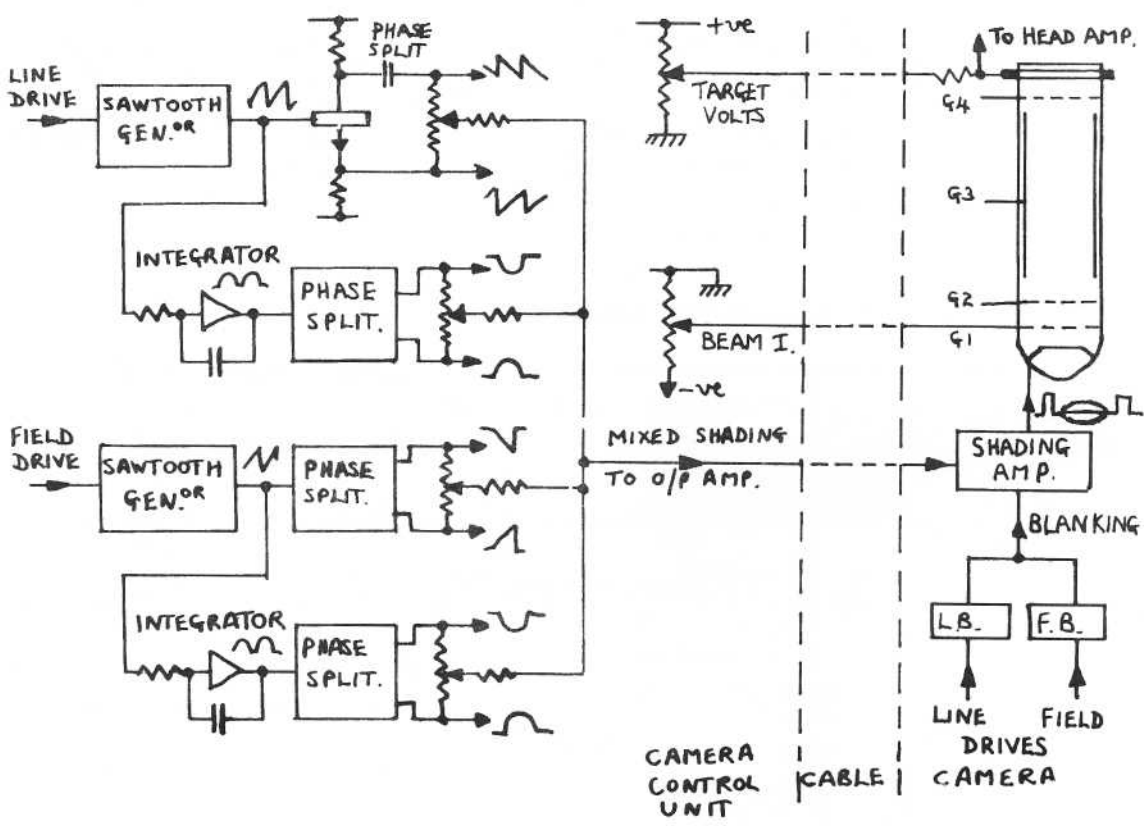 LINE
DRIVE
SAWTOOTH
GEN.OR
PHASE
SPLIT
+ve
TARGET
VOLTS
TO HEAD AMP.
G4
G3
G2
G1
INTEGRATOR
PHASE
SPLIT.
BEAM I.
-ve
FIELD
DRIVE
SAWTOOTH
GEN.OR
PHASE
SPLIT.
MIXED SHADING
TO O/P AMP.
SHADING
AMP.
BLANKING
INTEGRATOR
PHASE
SPLIT.
L.B.
F.B.
LINE
FIELD
DRIVES
CAMERA
CONTROL
UNIT
CABLE
CAMERA